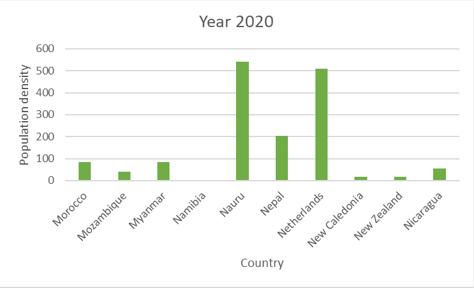 Year 2020
Population density
600
500
400
300
200
100
0
Morocco
Mozambique
Myanmar
Namibia
Nauru
Nepal
Netherlands
New Caledonia
New Zealand
Nicaragua
Country